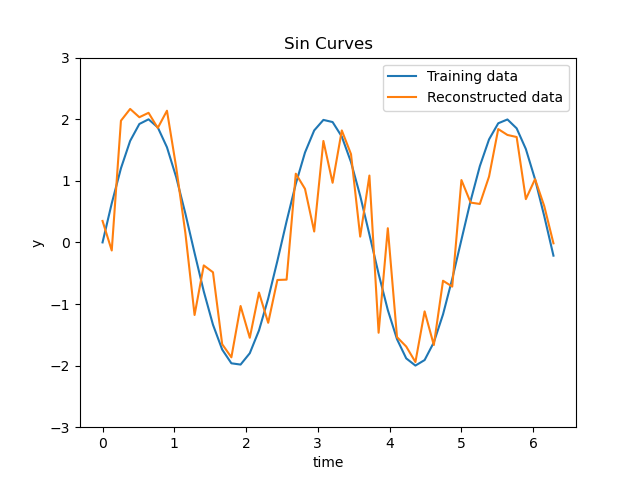 Sin Curves
Training data
Reconstructed data
3
2
1
0
−1
−2
−3
y
0 1 2 3 4 5 6
time